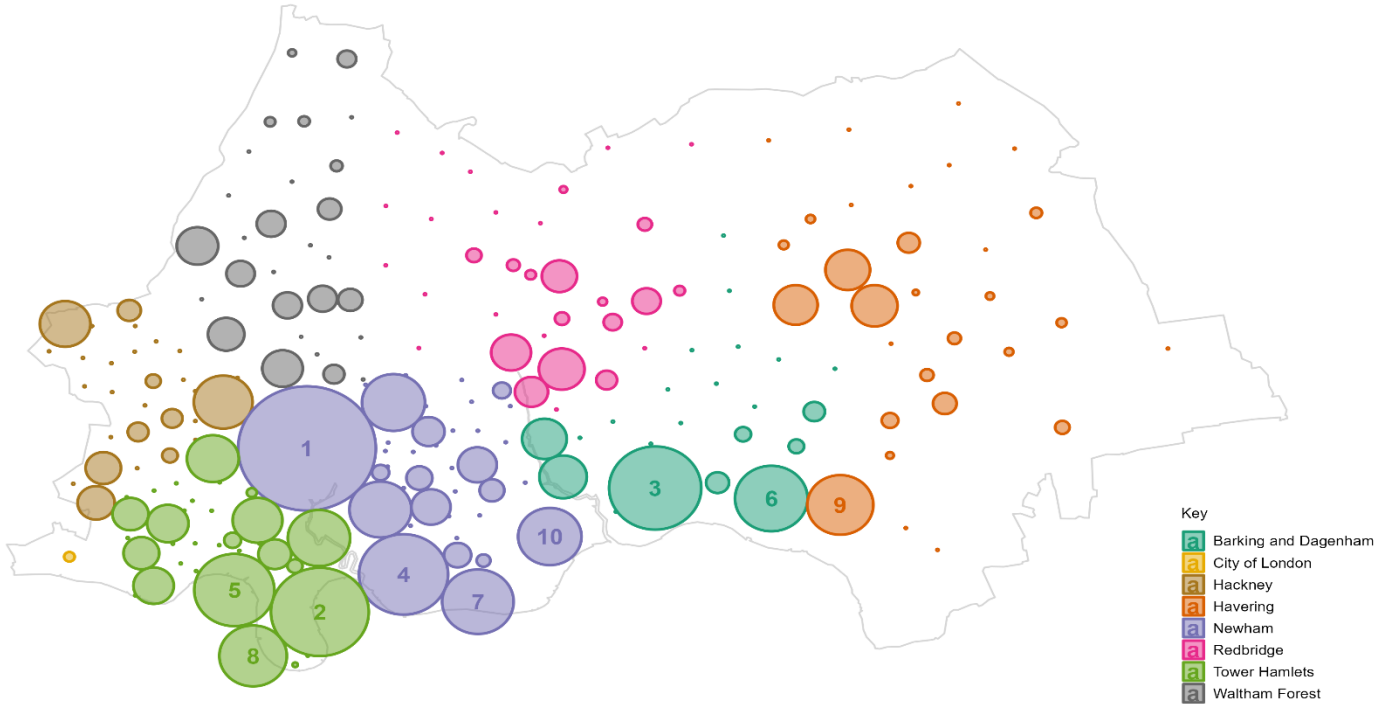 1
3
6
9
10
4
5
7
2
8
Key
a Barking and Dagenham
a City of London
a Hackney
a Havering
a Newham
a Redbridge
a Tower Hamlets
a Waltham Forest